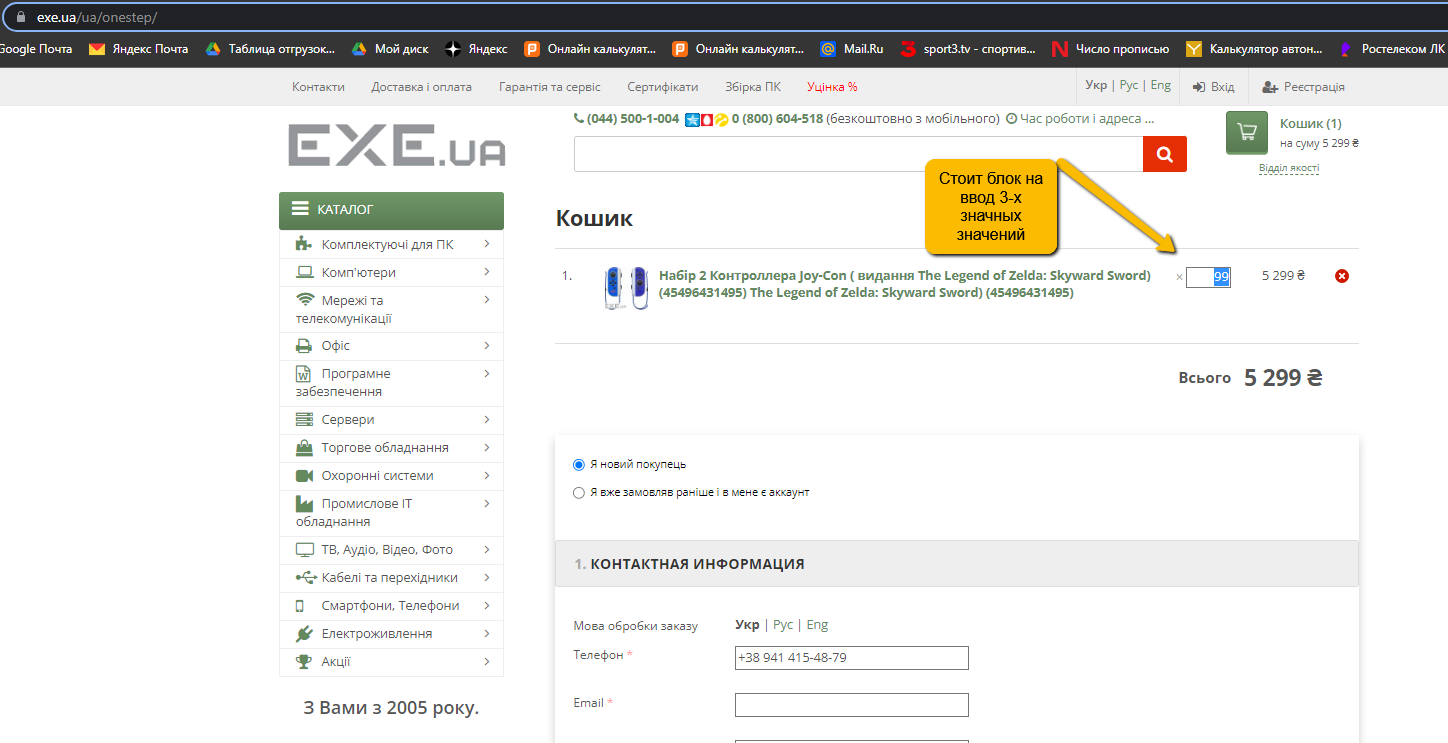 exe.ua/ua/onestep/
Google Почта Яндекс Почта Таблица отгрузок... Мой диск Яндекс Онлайн калькулят... Онлайн калькулят... Mail.Ru sport3.tv - спортив... Число прописью Калькулятор автон... Ростелеком ЛК
Контакти Доставка і оплата Гарантія та сервіс Сертифікати Збірка ПК Уцінка % Укр | Рус | Eng Вхід Реєстрація
EXE.UA
(044) 500-1-004 0 (800) 604-518 (безкоштовно з мобільного) Час роботи і адреса ...
Кошик (1)
на суму 5 299 ₴
Відділ якості
Стоит блок на
ввод 3-х
значных
значений
КАТАЛОГ
Комплектуючі для ПК
Комп'ютери
Мережі та
телекомунікації
Офіс
Програмне
забезпечення
Сервери
Торгове обладнання
Охоронні системи
Промислове IT
обладнання
ТВ, Аудіо, Відео, Фото
Кабелі та перехідники
Смартфони, Телефони
Електроживлення
Акції
З Вами з 2005 року.
Кошик
1. Набір 2 Контроллера Joy-Con ( видання The Legend of Zelda: Skyward Sword) × 99 5 299 ₴
(45496431495) The Legend of Zelda: Skyward Sword) (45496431495)
Всього 5 299 ₴
Я новий покупець
Я вже замовляв раніше і в мене є аккаунт
1. КОНТАКТНАЯ ИНФОРМАЦИЯ
Мова обробки заказу Укр | Рус | Eng
Телефон * +38 941 415-48-79
Email *